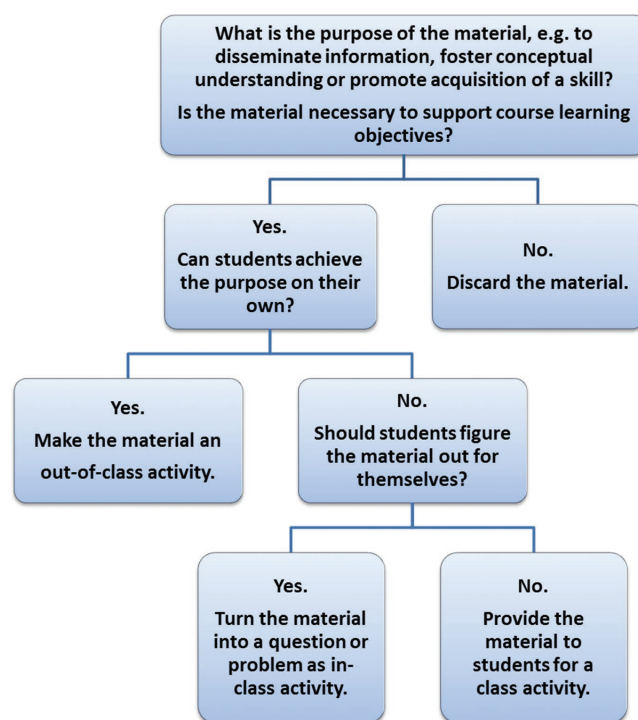 What is the purpose of the material, e.g. to
disseminate information, foster conceptual
understanding or promote acquisition of a skill?
Is the material necessary to support course learning
objectives?
Yes.
Can students achieve
the purpose on their
own?
No.
Discard the material.
Yes.
Make the material an
out-of-class activity.
No.
Should students figure
the material out for
themselves?
Yes.
Turn the material
into a question or
problem as in-
class activity.
No.
Provide the
material to
students for a
class activity.